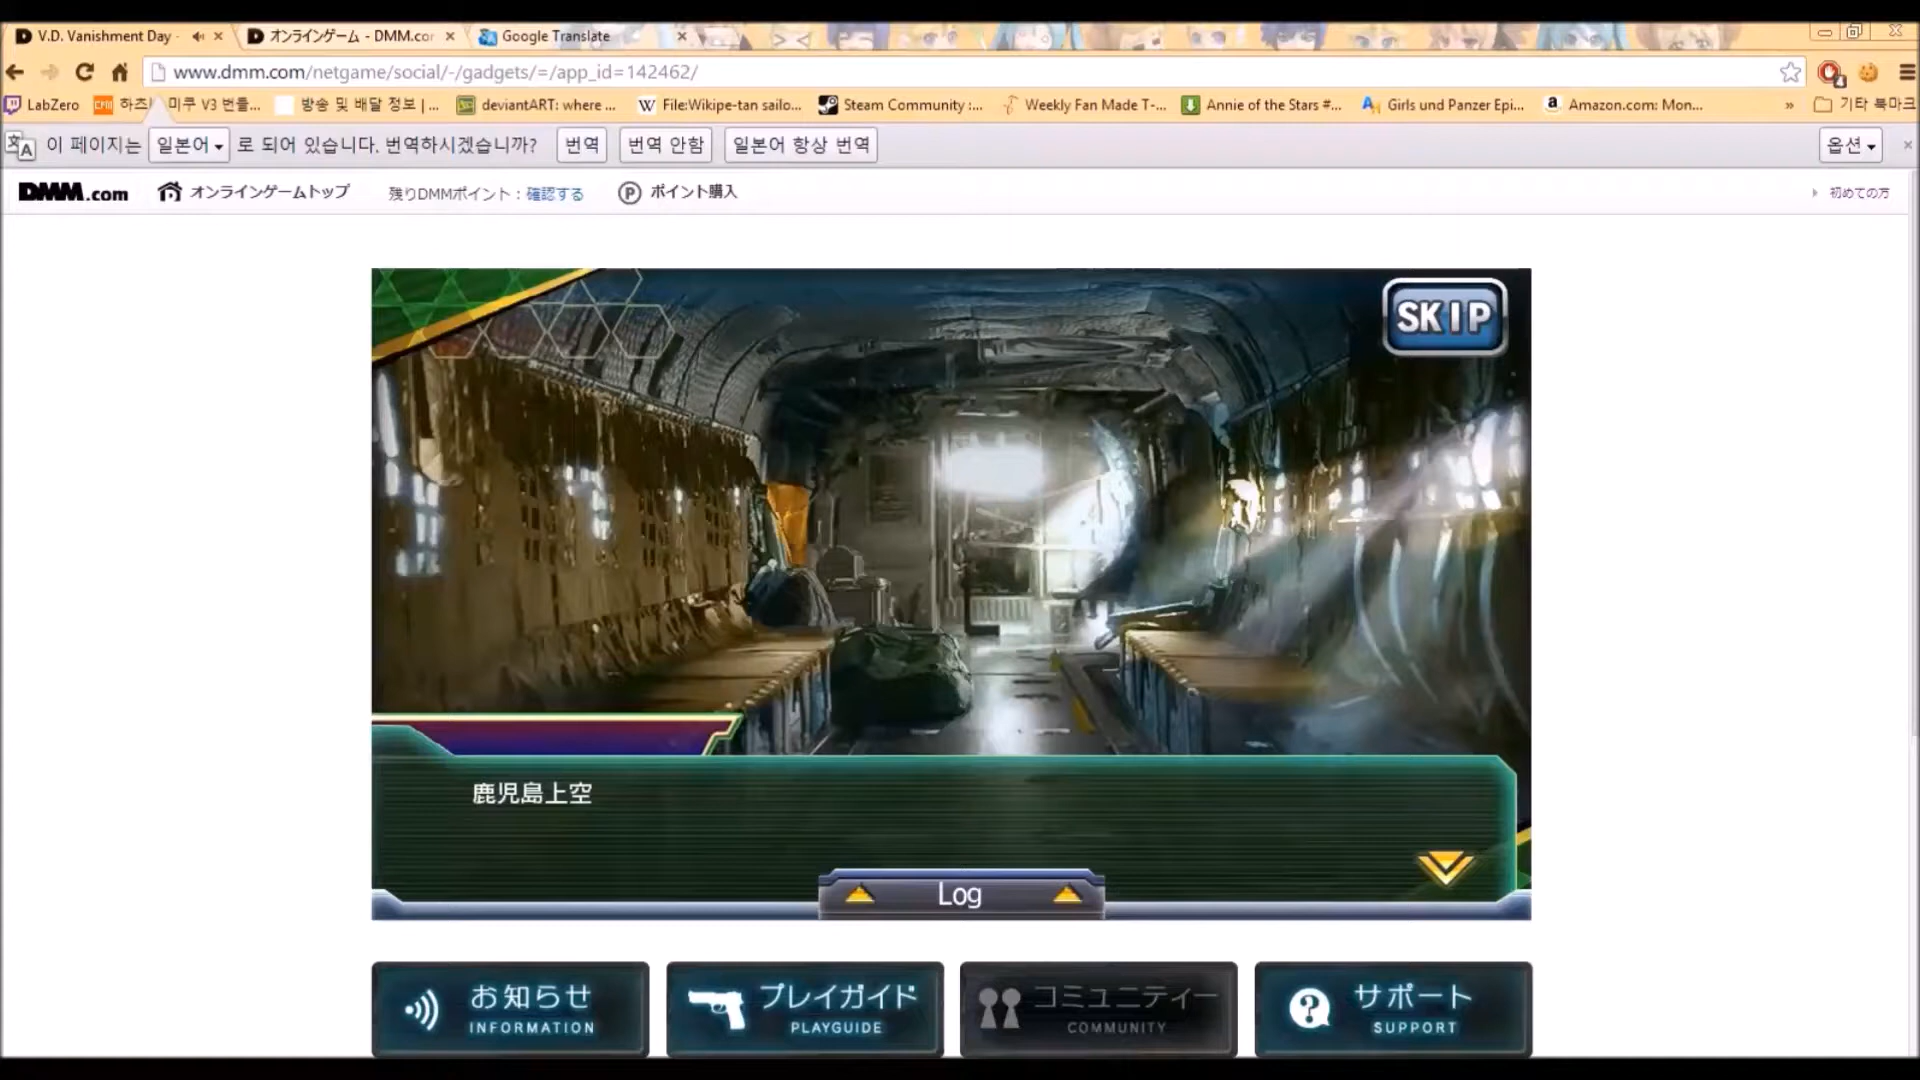 V.D. Vanishment Day -
オンラインゲーム - DMM.cor
Google Translate
www.dmm.com/netgame/social/-/gadgets/=/app_id=142462/
LabZero
하츠네 미쿠 V3 번들...
방송 및 배달 정보 | ...
deviantART: where ...
File:Wikipe-tan sailo...
Steam Community :...
Weekly Fan Made T-...
Annie of the Stars #...
Girls und Panzer Epi...
Amazon.com: Mon...
»
기타 북마크
이 페이지는 일본어 로 되어 있습니다. 번역하시겠습니까? 번역 번역 안함 일본어 항상 번역 옵션
DMM.com オンラインゲームトップ 残りDMMポイント：確認する P ポイント購入 初めての方
SKIP
鹿児島上空
Log
お知らせ
INFORMATION
プレイガイド
PLAYGUIDE
コミュニティー
COMMUNITY
サポート
SUPPORT